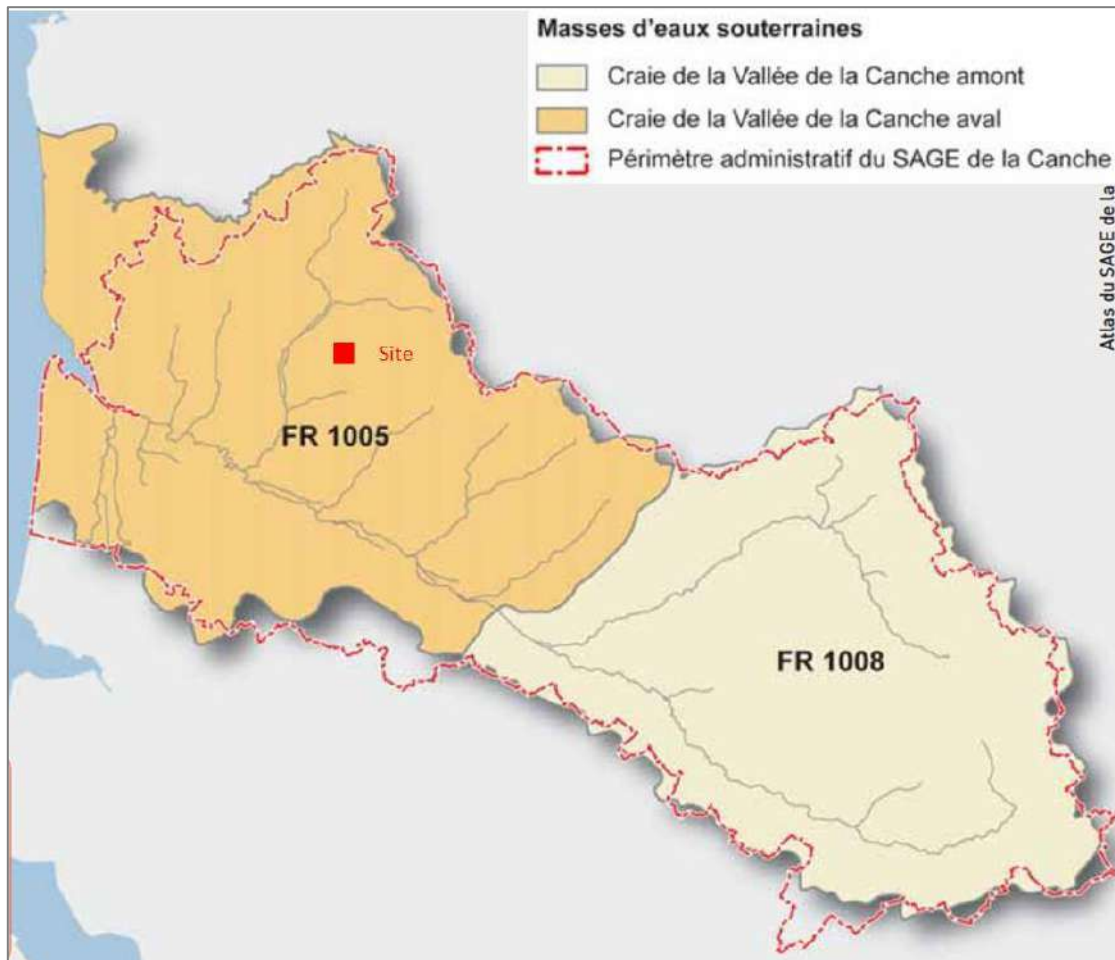 Masses d'eaux souterraines
Craie de la Vallée de la Canche amont
Craie de la Vallée de la Canche aval
Périmètre administratif du SAGE de la Canche
Atlas du SAGE de la
Site
FR 1005
FR 1008